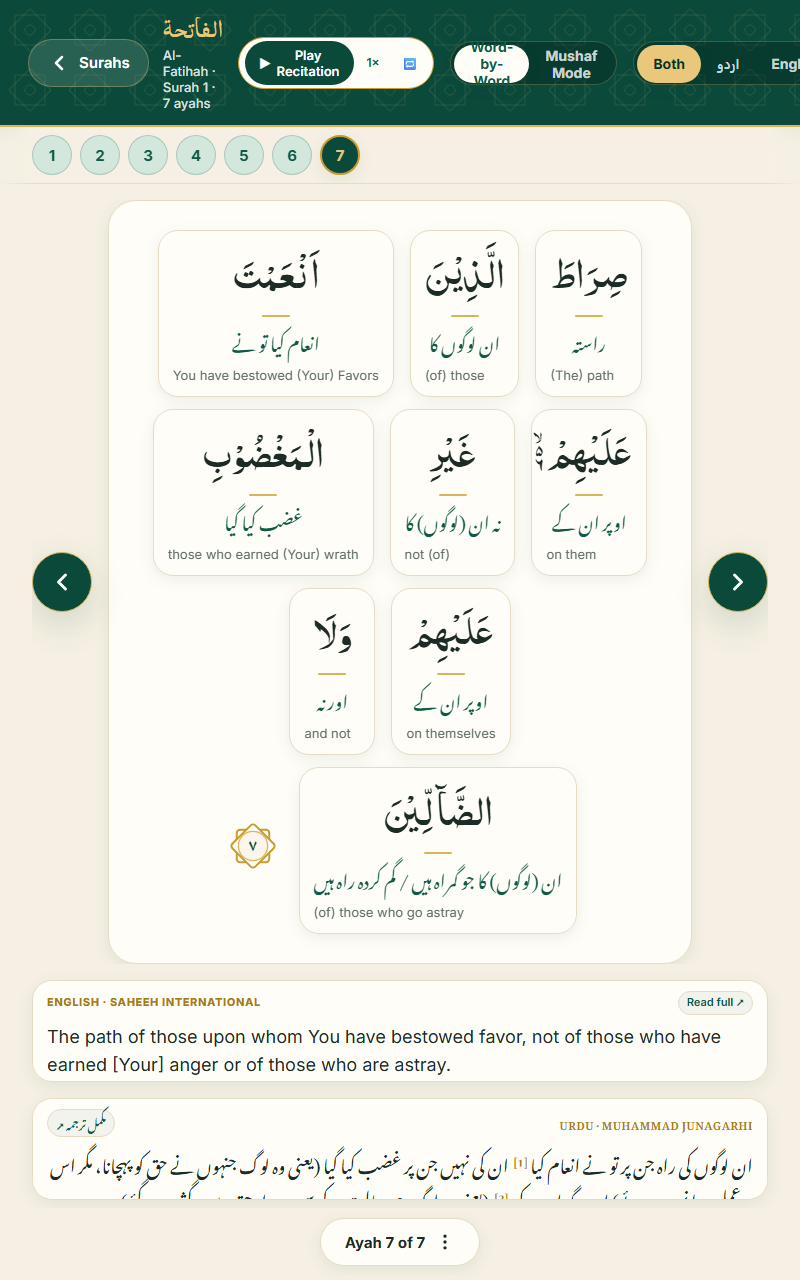 Surahs
الفاتحة
Al-
Fatihah ·
Surah 1 ·
7 ayahs
▶ Play
Recitation
1×
Word-
by-
Word
Mushaf
Mode
Both
اردو
1
2
3
4
5
6
7
صِرَاطَ
راستہ
(The) path
الَّذِيْنَ
ان لوگوں کا
(of) those
اَنْعَمْتَ
انعام کیا تو نے
You have bestowed (Your) Favors
عَلَيْهِمْ ۙ۬
اوپر ان کے
on them
غَيْرِ
نہ ان (لوگوں) کا
not (of)
الْمَغْضُوْبِ
غضب کیا گیا
those who earned (Your) wrath
عَلَيْهِمْ
اوپر ان کے
on themselves
وَلَا
اور نہ
and not
الضَّآلِّيْنَ
ان (لوگوں) کا جو گمراہ ہیں / گم کردہ راہ ہیں
(of) those who go astray
٧
ENGLISH · SAHEEH INTERNATIONAL
Read full ↗
The path of those upon whom You have bestowed favor, not of those who have
earned [Your] anger or of those who are astray.
URDU · MUHAMMAD JUNAGARHI
مکمل ترجمہ ↗
ان لوگوں کی راہ جن پر تو نے انعام کیا [1] ان کی نہیں جن پر غضب کیا گیا (یعنی وه لوگ جنہوں نے حق کو پہچانا، مگر اس
Ayah 7 of 7